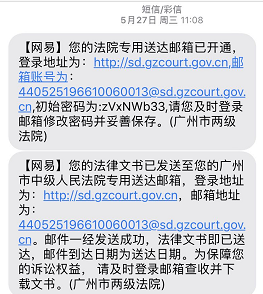 短信/彩信
5月27日 周三 11:08
【网易】您的法院专用送达邮箱已开通，
登录地址为：http://sd.gzcourt.gov.cn,邮
箱账号为：
440525196610060013@sd.gzcourt.gov.
cn,初始密码为:zVxNWb33,请您及时登录
邮箱修改密码并妥善保存。(广州市两级
法院)
【网易】您的法律文书已发送至您的广州
市中级人民法院专用送达邮箱，登录地址
为：http://sd.gzcourt.gov.cn，邮箱地址
为：
440525196610060013@sd.gzcourt.gov.
cn。邮件一经发送成功，法律文书即已送
达，邮件到达日期为送达日期。为保障您
的诉讼权益， 请及时登录邮箱查收并下
载文书。(广州市两级法院)